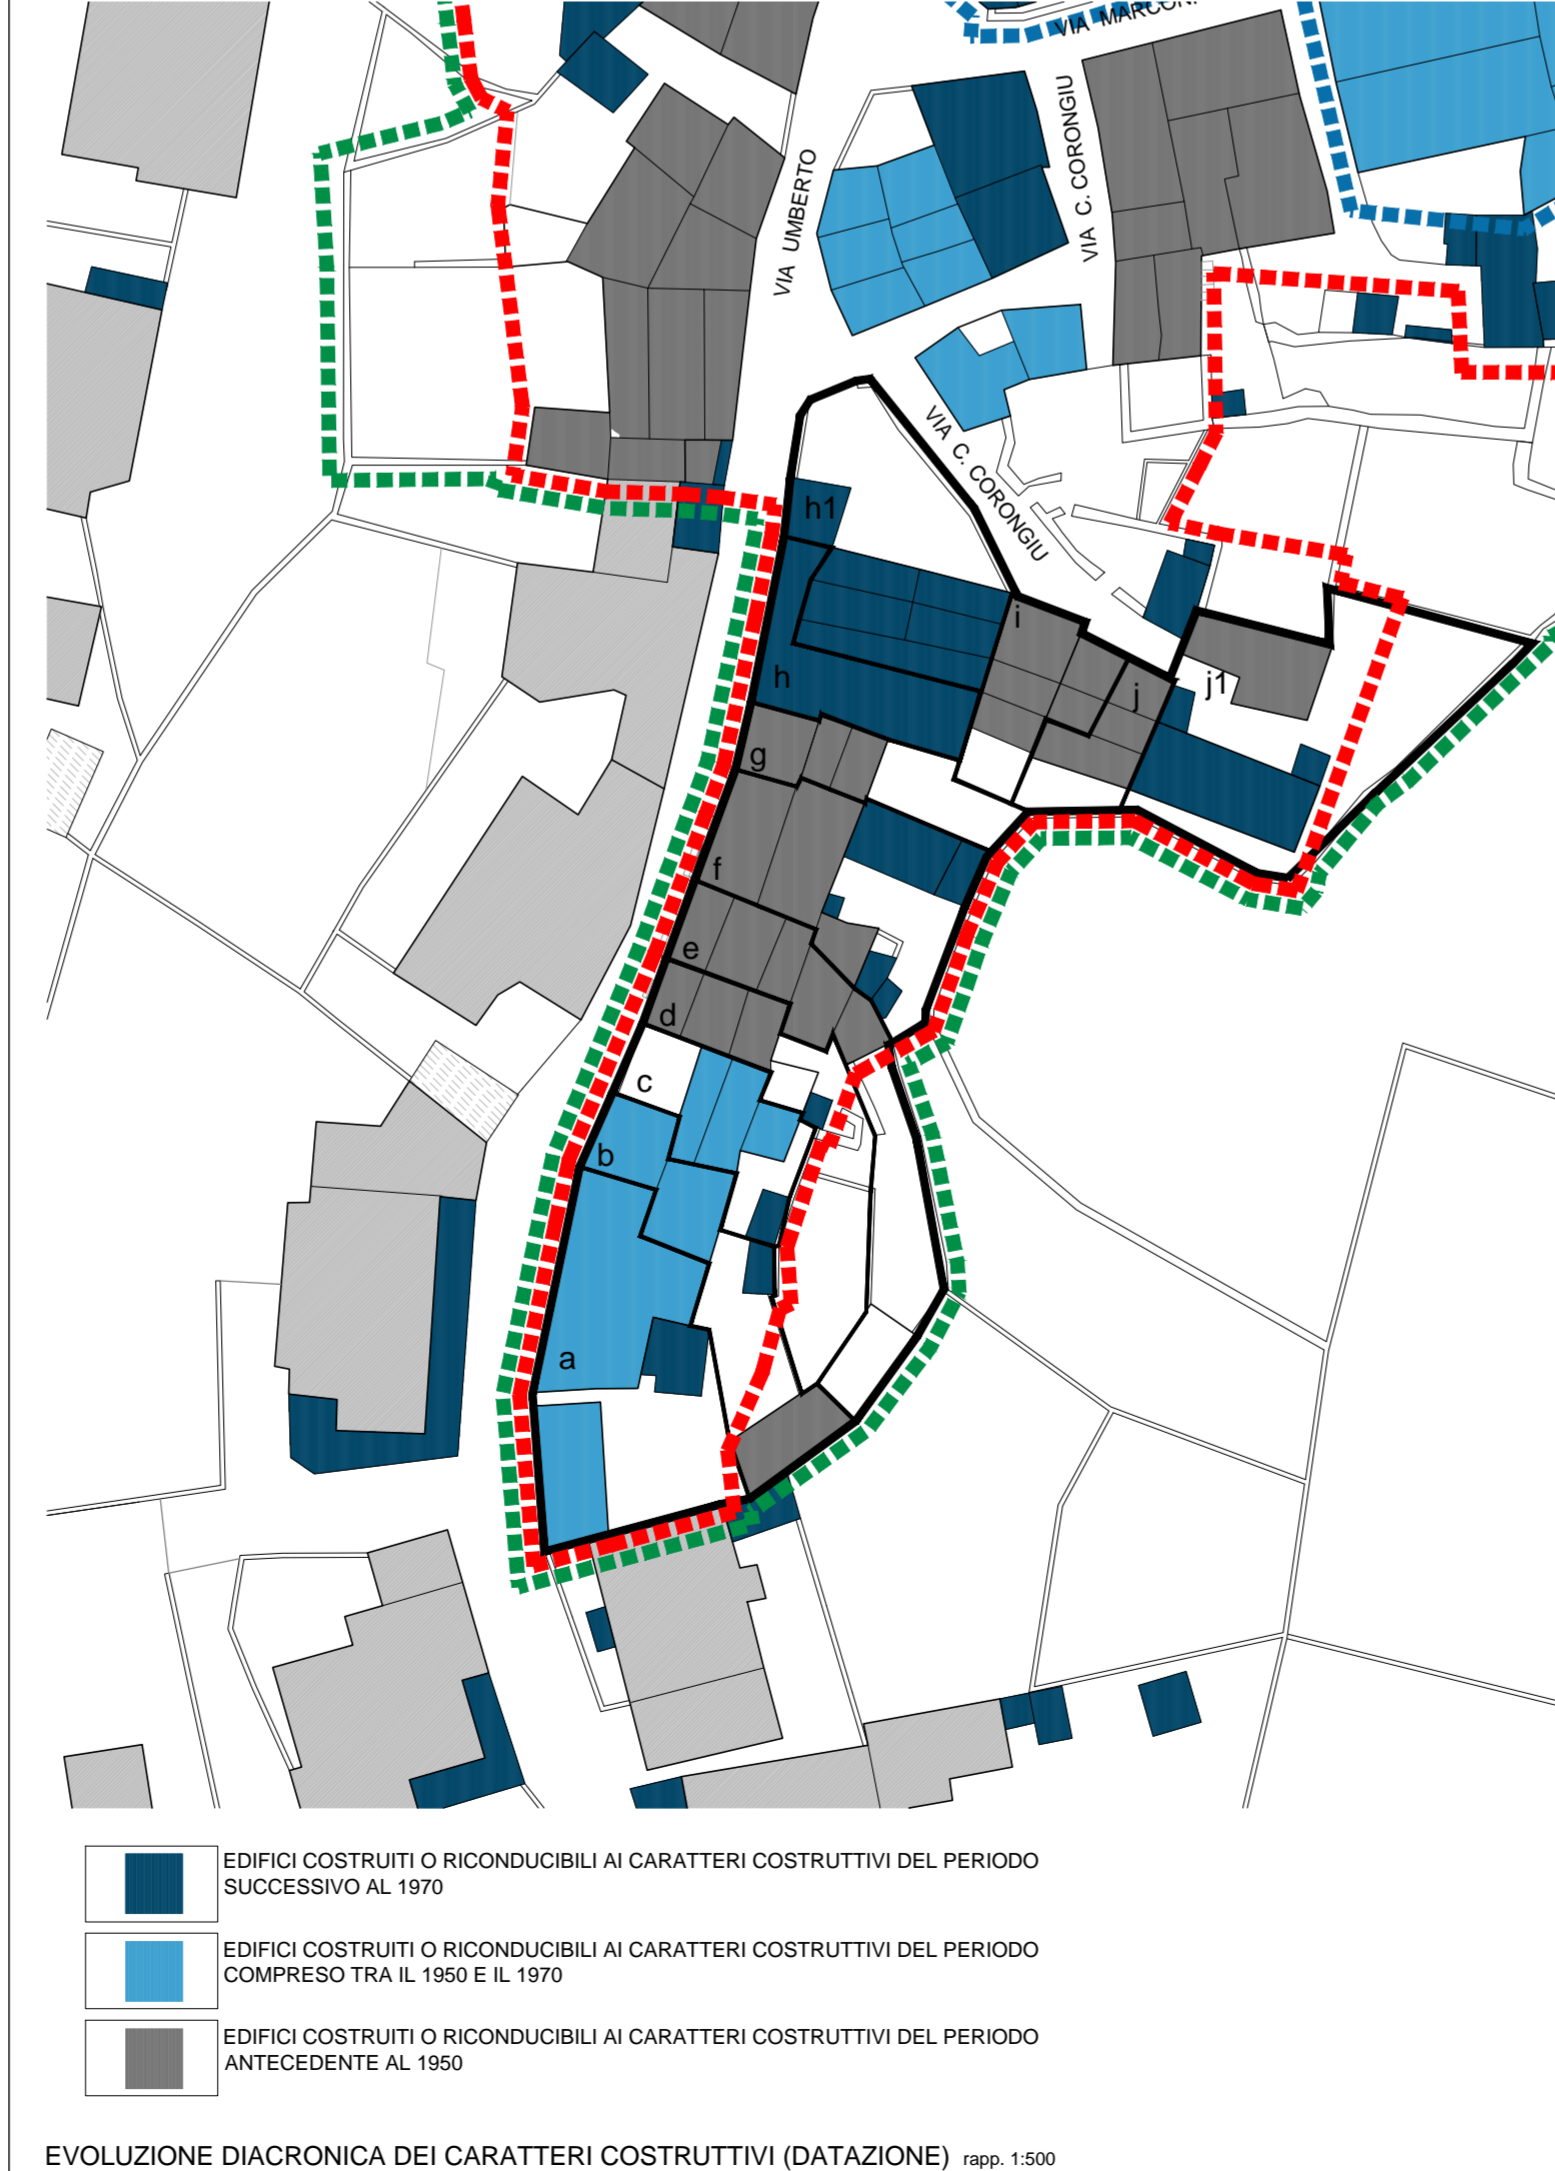 VIA MARCONI
VIA C. CORONGIU
VIA UMBERTO
VIA C. CORONGIU
h1
i
h
j
j1
g
f
e
d
c
b
a
EDIFICI COSTRUITI O RICONDUCIBILI AI CARATTERI COSTRUTTIVI DEL PERIODO
SUCCESSIVO AL 1970
EDIFICI COSTRUITI O RICONDUCIBILI AI CARATTERI COSTRUTTIVI DEL PERIODO
COMPRESO TRA IL 1950 E IL 1970
EDIFICI COSTRUITI O RICONDUCIBILI AI CARATTERI COSTRUTTIVI DEL PERIODO
ANTECEDENTE AL 1950
EVOLUZIONE DIACRONICA DEI CARATTERI COSTRUTTIVI (DATAZIONE) rapp. 1:500